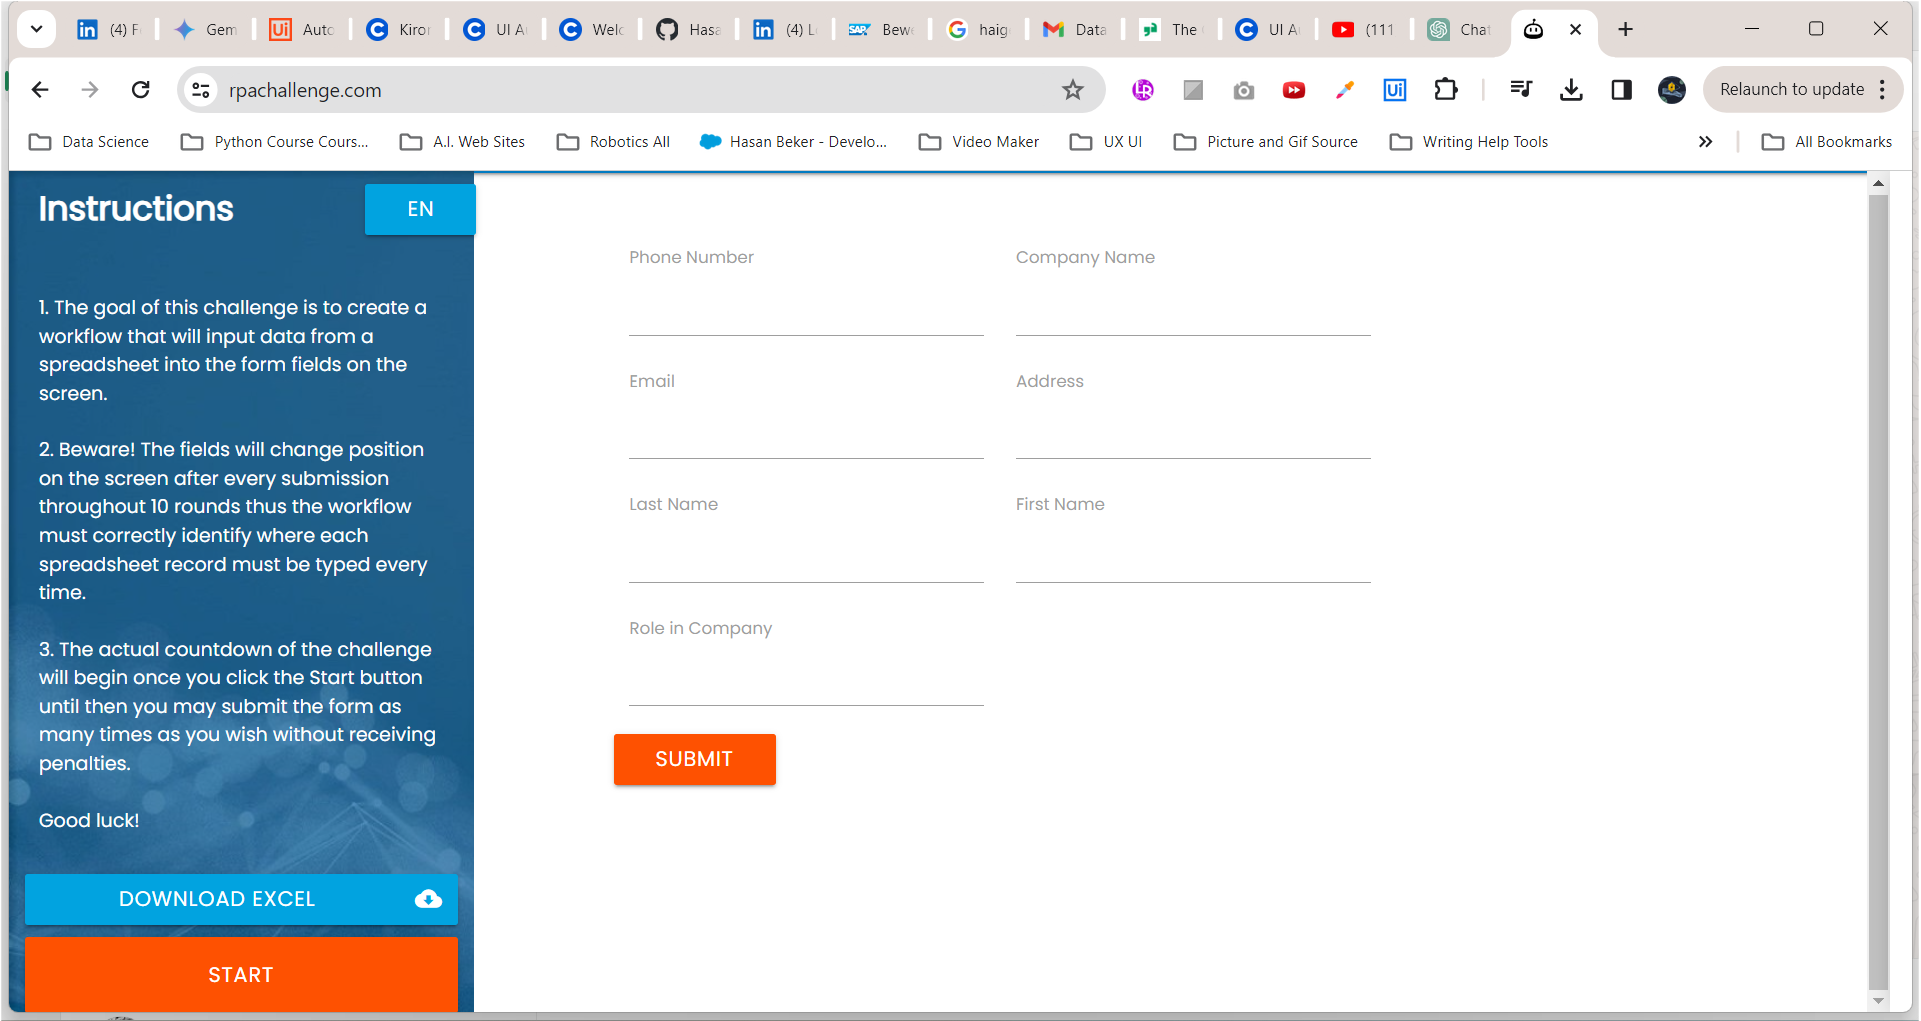 (4) F
Gem
Auto
Kiror
UI A
Welc
Hasa
(4) L
Bewe
haig
Data
The
UI A
(111
Chat
rpachallenge.com
Relaunch to update
Data Science
Python Course Cours...
A.I. Web Sites
Robotics All
Hasan Beker - Develo...
Video Maker
UX UI
Picture and Gif Source
Writing Help Tools
All Bookmarks
Instructions
EN
1. The goal of this challenge is to create a
workflow that will input data from a
spreadsheet into the form fields on the
screen.
2. Beware! The fields will change position
on the screen after every submission
throughout 10 rounds thus the workflow
must correctly identify where each
spreadsheet record must be typed every
time.
3. The actual countdown of the challenge
will begin once you click the Start button
until then you may submit the form as
many times as you wish without receiving
penalties.
Good luck!
DOWNLOAD EXCEL
START
Phone Number
Company Name
Email
Address
Last Name
First Name
Role in Company
SUBMIT